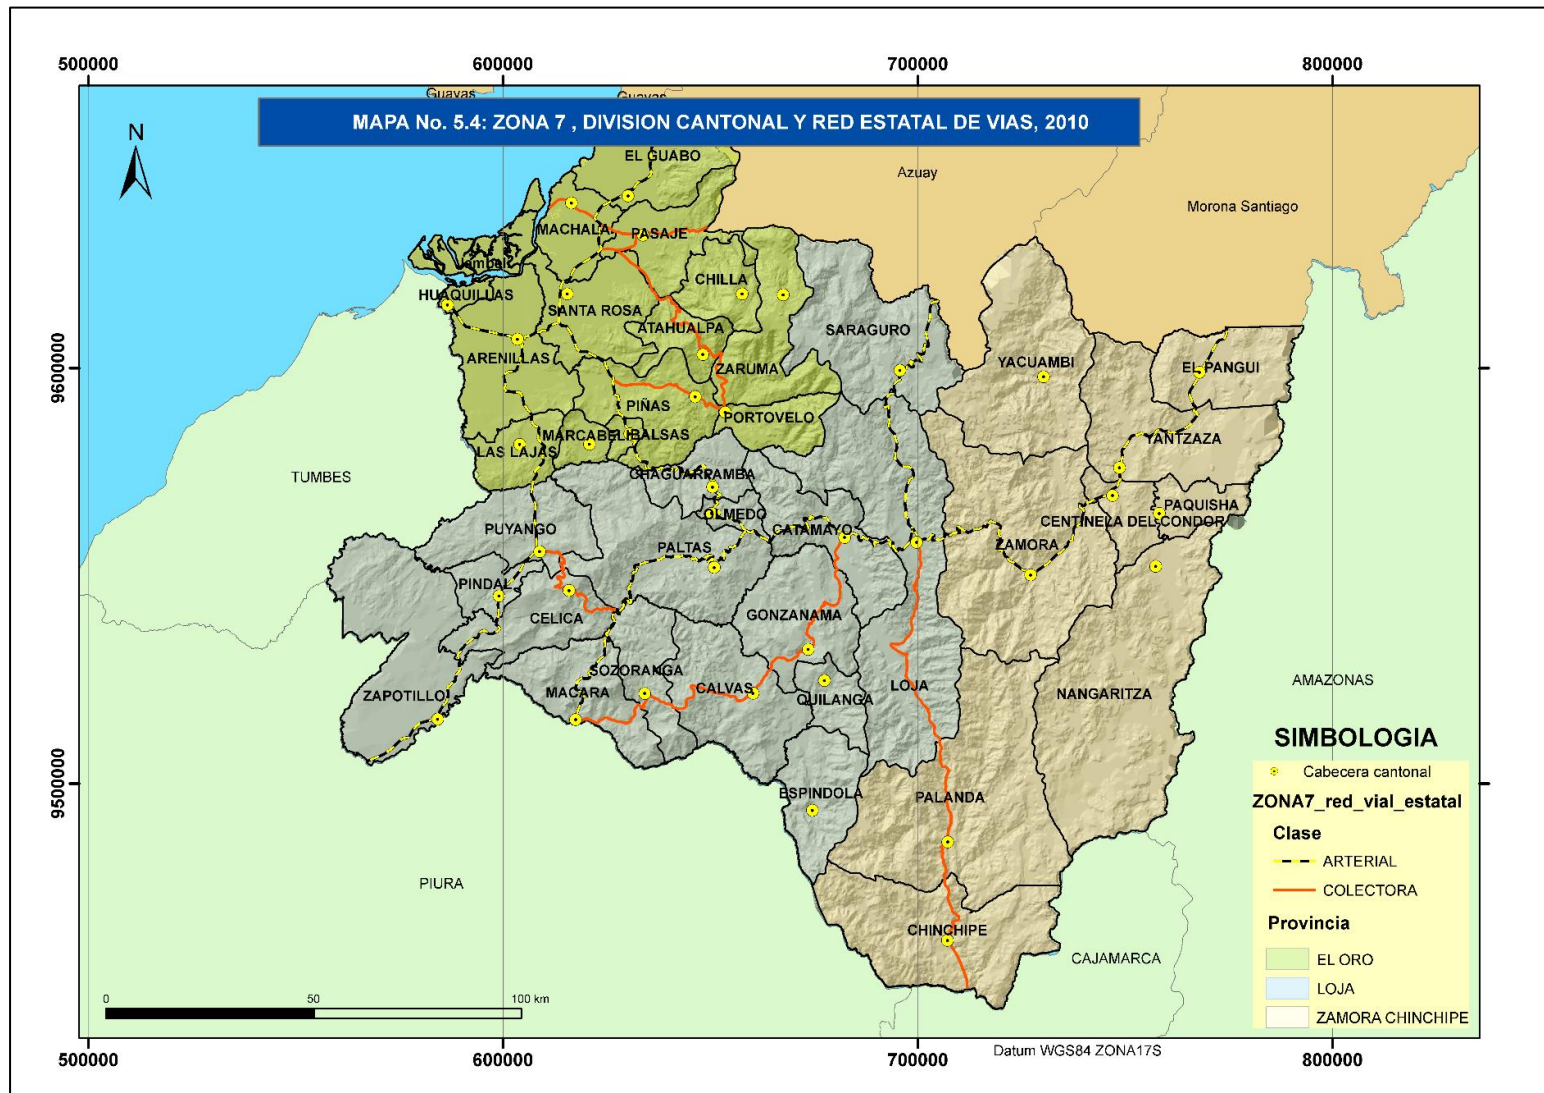 500000
600000
700000
800000
Guayas
Guayas
MAPA No. 5.4: ZONA 7 , DIVISION CANTONAL Y RED ESTATAL DE VIAS, 2010
N
EL GUABO
Azuay
Morona Santiago
MACHALA
PASAJE
Jambelí
CHILLA
HUAQUILLAS
SANTA ROSA
ATAHUALPA
SARAGURO
ARENILLAS
ZARUMA
YACUAMBI
EL PANGUI
9600000
PIÑAS
PORTOVELO
MARCABELI
BALSAS
YANTZAZA
LAS LAJAS
TUMBES
CHAGUARPAMBA
PAQUISHA
OLMEDO
CENTINELA DEL CONDOR
PUYANGO
CATAMAYO
ZAMORA
PALTAS
PINDAL
CELICA
GONZANAMA
SOZORANGA
LOJA
ZAPOTILLO
MACARA
CALVAS
QUILANGA
NANGARITZA
AMAZONAS
9500000
ESPINDOLA
PALANDA
PIURA
CHINCHIPE
CAJAMARCA
SIMBOLOGIA
Cabecera cantonal
ZONA7_red_vial_estatal
Clase
ARTERIAL
COLECTORA
Provincia
EL ORO
LOJA
ZAMORA CHINCHIPE
0 50 100 km
Datum WGS84 ZONA17S
500000
600000
700000
800000